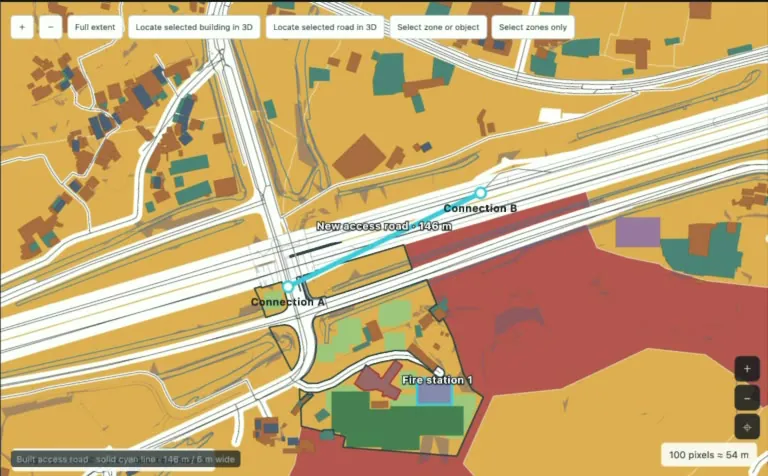 +
−
Full extent
Locate selected building in 3D
Locate selected road in 3D
Select zone or object
Select zones only
Connection B
New access road · 146 m
Connection A
Fire station 1
+
−
Built access road · solid cyan line · 146 m / 6 m wide
100 pixels ≈ 54 m